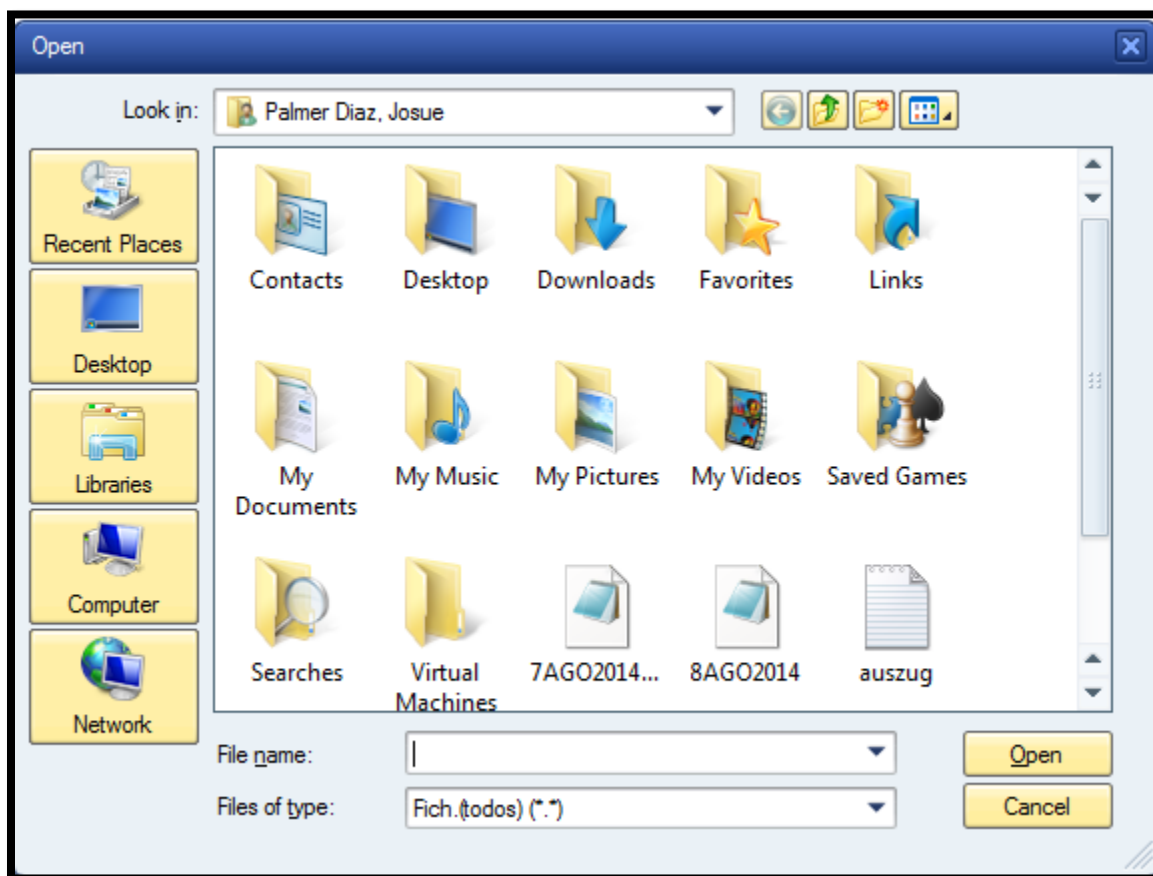 Open
Look in: Palmer Diaz, Josue
Recent Places
Desktop
Libraries
Computer
Network
Contacts Desktop Downloads Favorites Links
My Documents My Music My Pictures My Videos Saved Games
Searches Virtual Machines 7AGO2014... 8AGO2014 auszug
File name: Open
Files of type: Fich.(todos) (*.*) Cancel